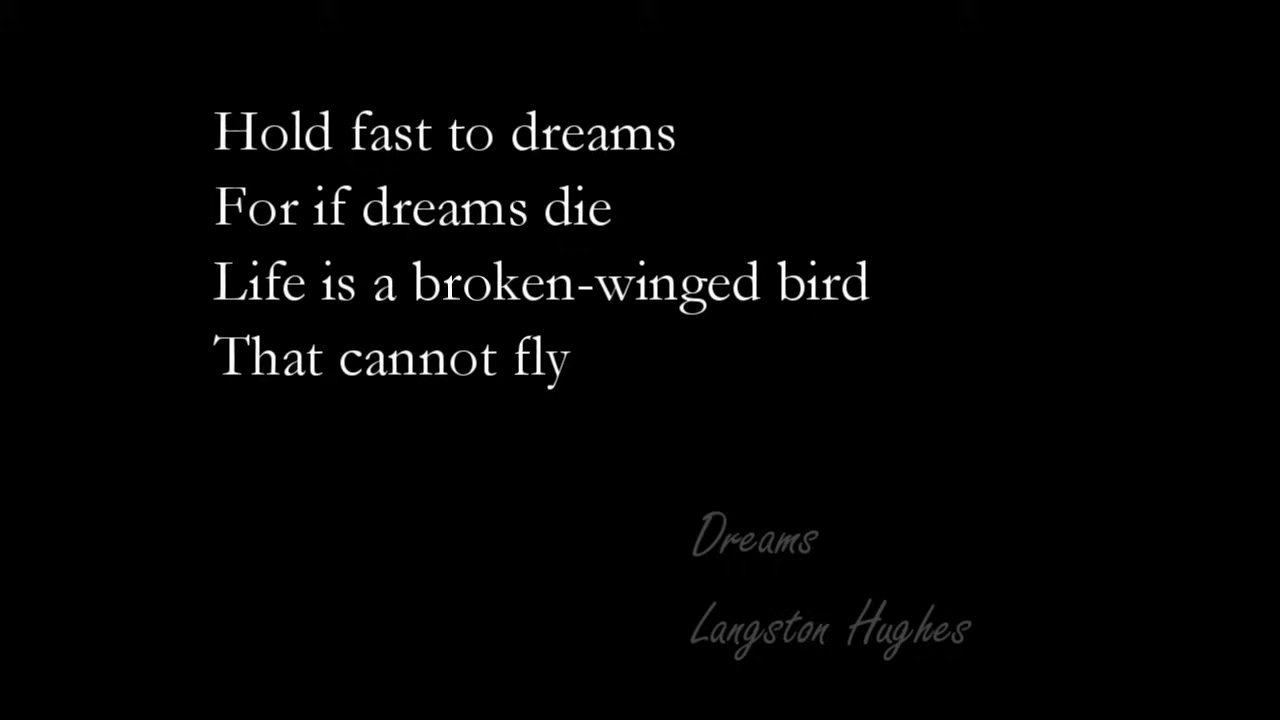 Hold fast to dreams
For if dreams die
Life is a broken-winged bird
That cannot fly
Dreams
Langston Hughes